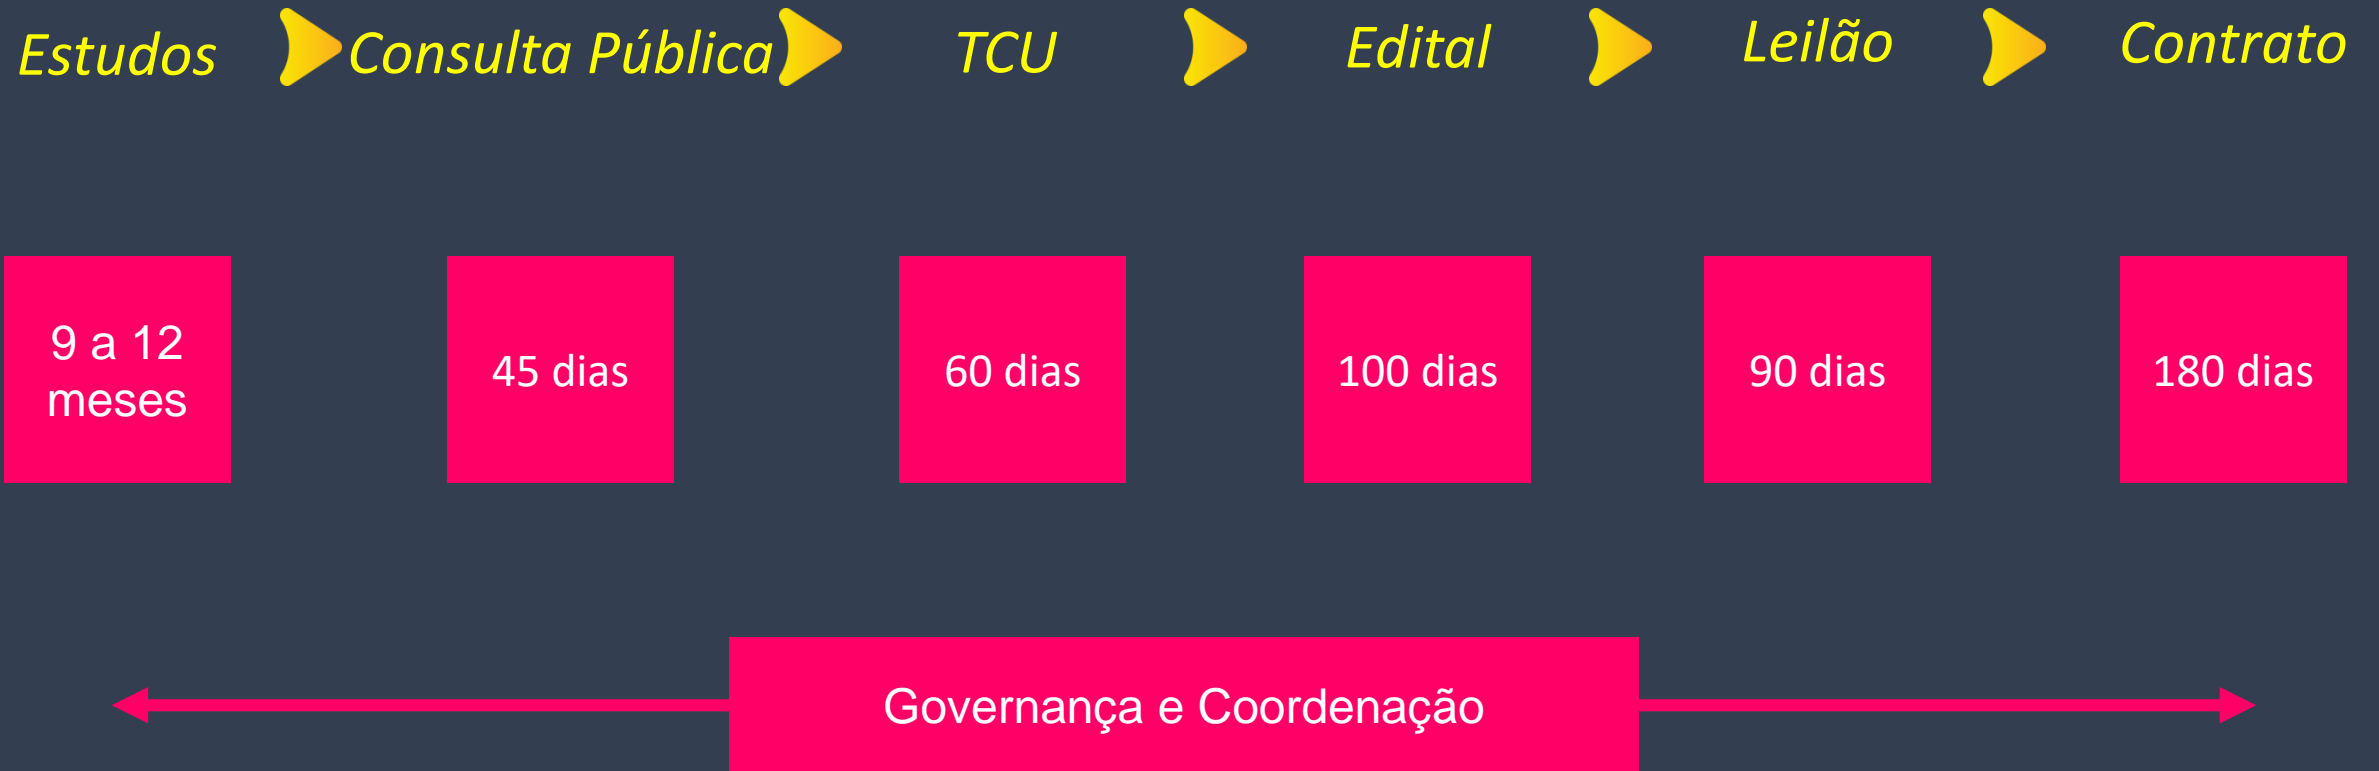 Estudos
Consulta Pública
TCU
Edital
Leilão
Contrato
9 a 12
meses
45 dias
60 dias
100 dias
90 dias
180 dias
Governança e Coordenação